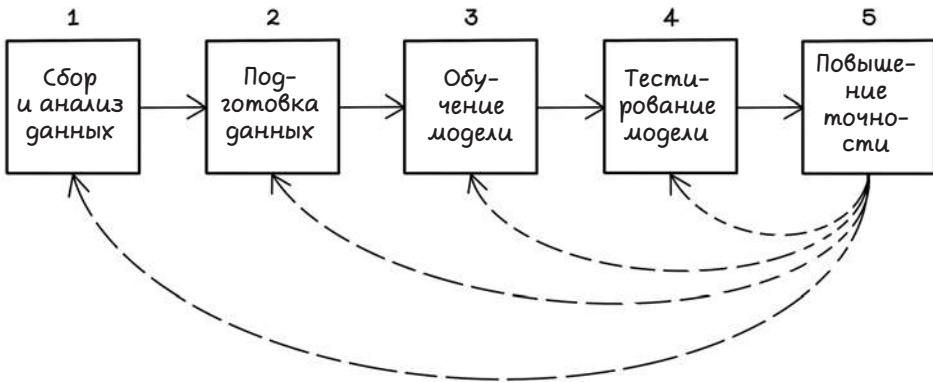 1 2 3 4 5
Сбор
и анализ
данных
Под-
готовка
данных
Обу-
чение
модели
Тести-
рование
модели
Повыше-
ние
точно-
сти